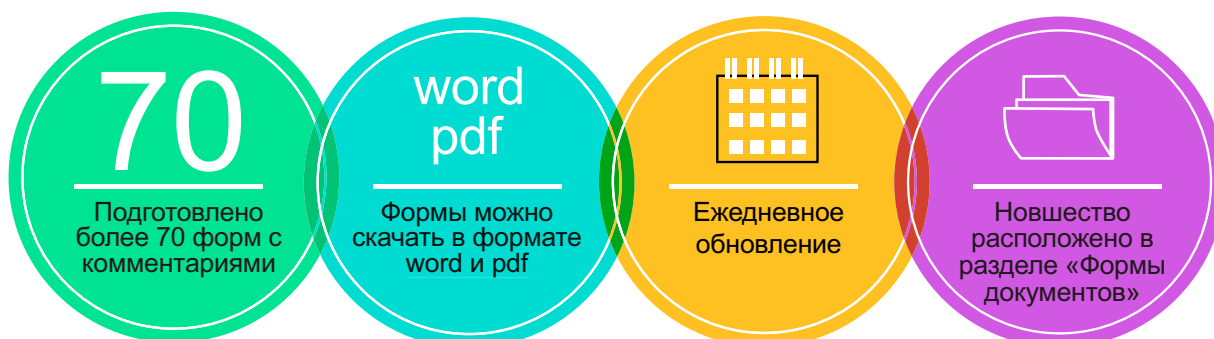 70
Подготовлено
более 70 форм с
комментариями
word
pdf
Формы можно
скачать в формате
word и pdf
Ежедневное
обновление
Новшество
расположено в
разделе «Формы
документов»